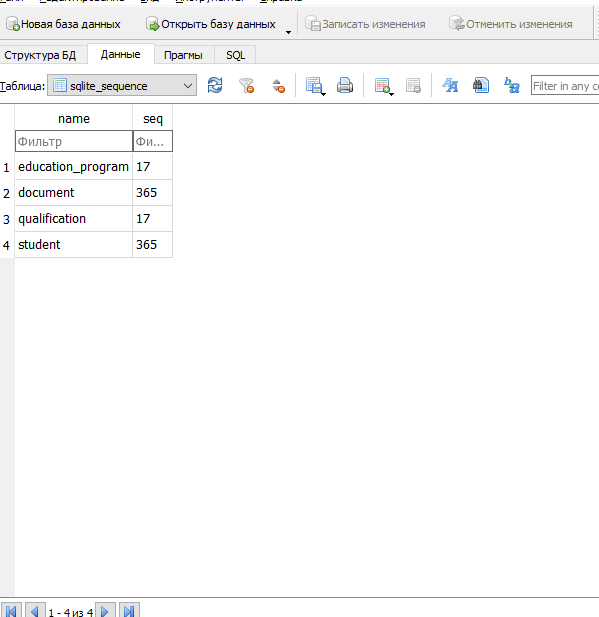 Новая база данных Открыть базу данных Записать изменения Отменить изменения
Структура БД Данные Прагмы SQL
Таблица: sqlite_sequence Filter in any co
name seq
Фильтр Фи...
1 education_program 17
2 document 365
3 qualification 17
4 student 365
1 - 4 из 4